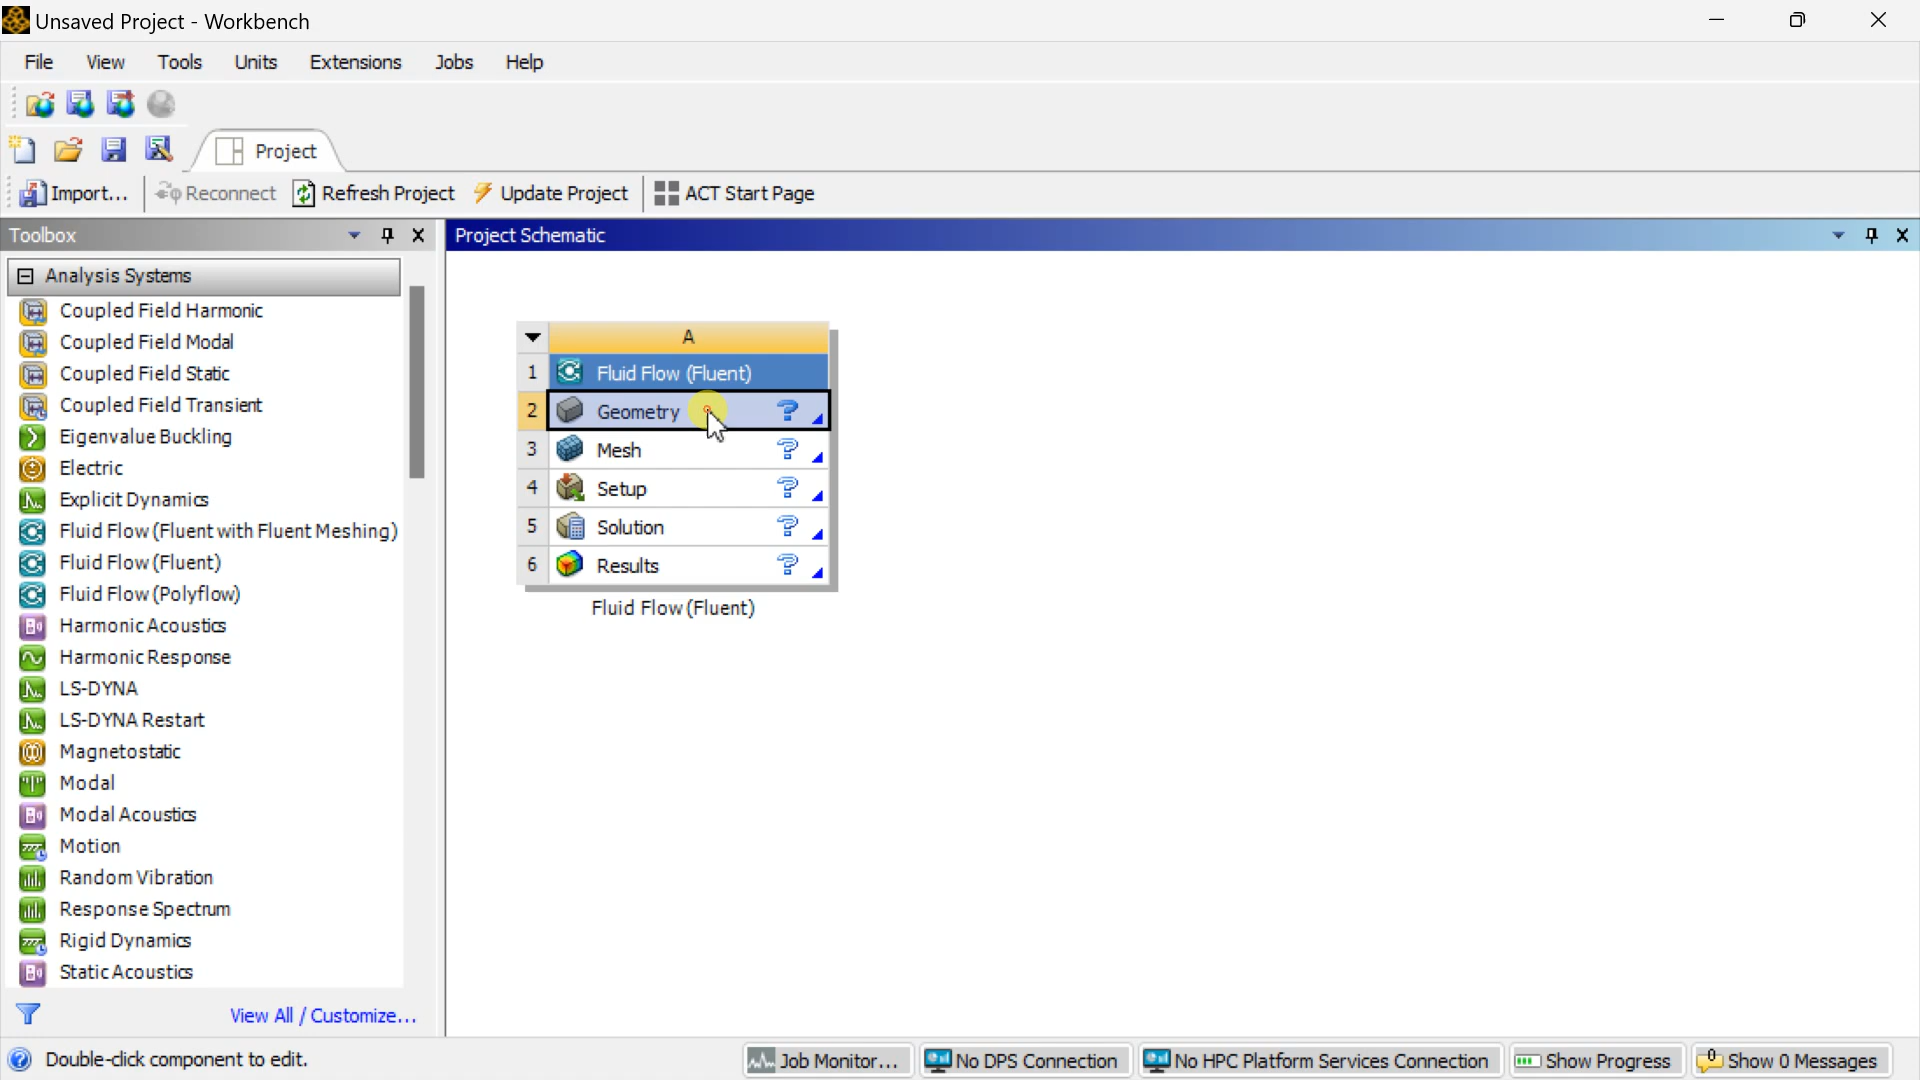 Unsaved Project - Workbench
File View Tools Units Extensions Jobs Help
Project
Import... Reconnect Refresh Project Update Project ACT Start Page
Toolbox
Analysis Systems
Coupled Field Harmonic
Coupled Field Modal
Coupled Field Static
Coupled Field Transient
Eigenvalue Buckling
Electric
Explicit Dynamics
Fluid Flow (Fluent with Fluent Meshing)
Fluid Flow (Fluent)
Fluid Flow (Polyflow)
Harmonic Acoustics
Harmonic Response
LS-DYNA
LS-DYNA Restart
Magnetostatic
Modal
Modal Acoustics
Motion
Random Vibration
Response Spectrum
Rigid Dynamics
Static Acoustics
View All / Customize...
Project Schematic
A
1 Fluid Flow (Fluent)
2 Geometry ?
3 Mesh ?
4 Setup ?
5 Solution ?
6 Results ?
Fluid Flow (Fluent)
? Double-click component to edit.
Job Monitor... No DPS Connection No HPC Platform Services Connection Show Progress 0 Show 0 Messages